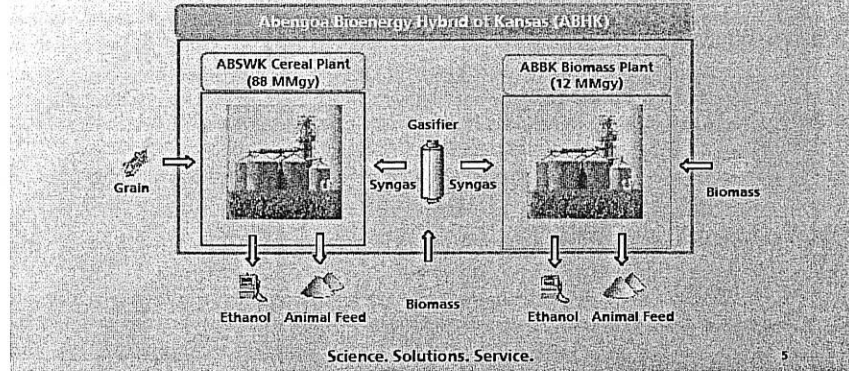 Abengoa Bioenergy Hybrid of Kansas (ABHK)
ABSWK Cereal Plant
(88 MMgy)
ABBK Biomass Plant
(12 MMgy)
Gasifier
Grain
Syngas
Syngas
Biomass
Ethanol
Animal Feed
Biomass
Ethanol
Animal Feed
Science. Solutions. Service.
5